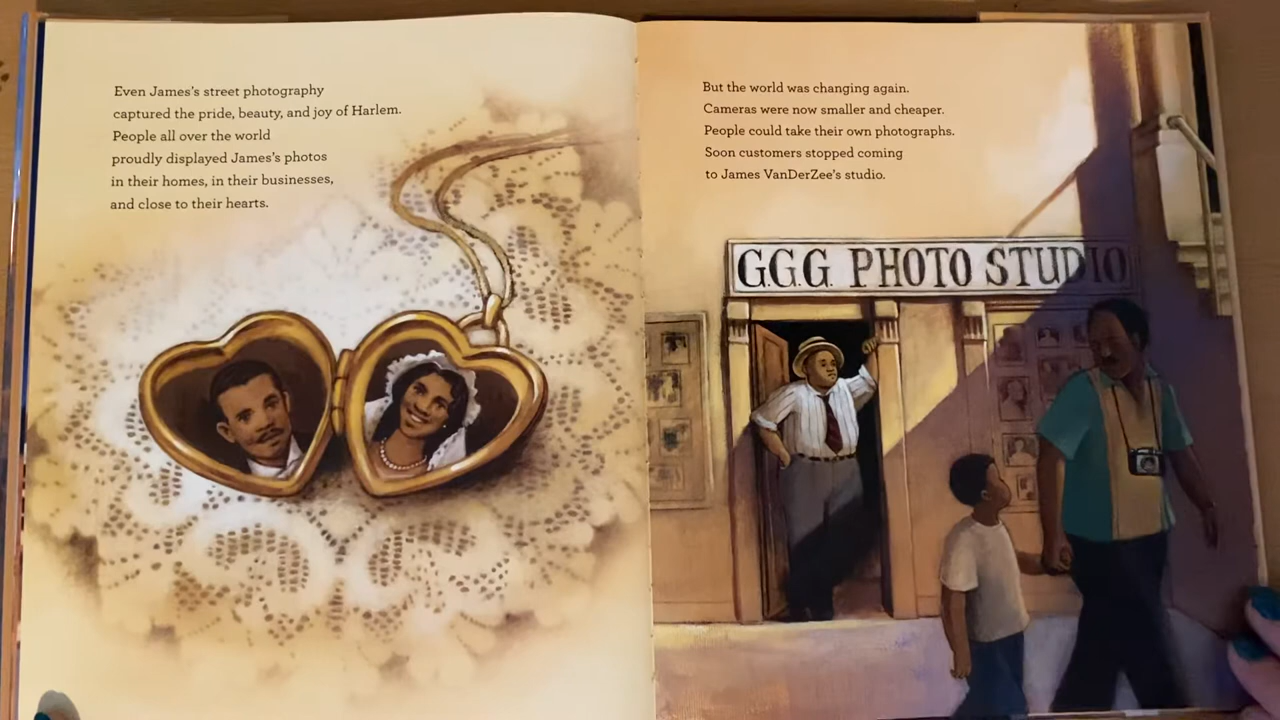 Even James's street photography
captured the pride, beauty, and joy of Harlem.
People all over the world
proudly displayed James's photos
in their homes, in their businesses,
and close to their hearts.
But the world was changing again.
Cameras were now smaller and cheaper.
People could take their own photographs.
Soon customers stopped coming
to James VanDerZee's studio.
G.G.G. PHOTO STUDIO